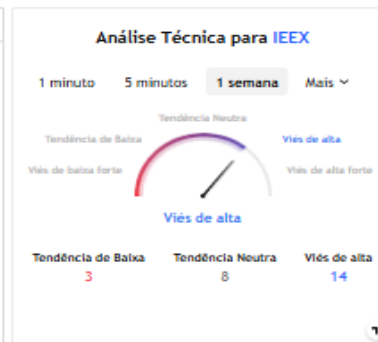 Análise Técnica para IEEX
1 minuto 5 minutos 1 semana Mais
Tendência Neutra
Tendência de Baixa Viés de alta
Viés de baixa forte Viés de alta forte
Viés de alta
Tendência de Baixa Tendência Neutra Viés de alta
3 8 14